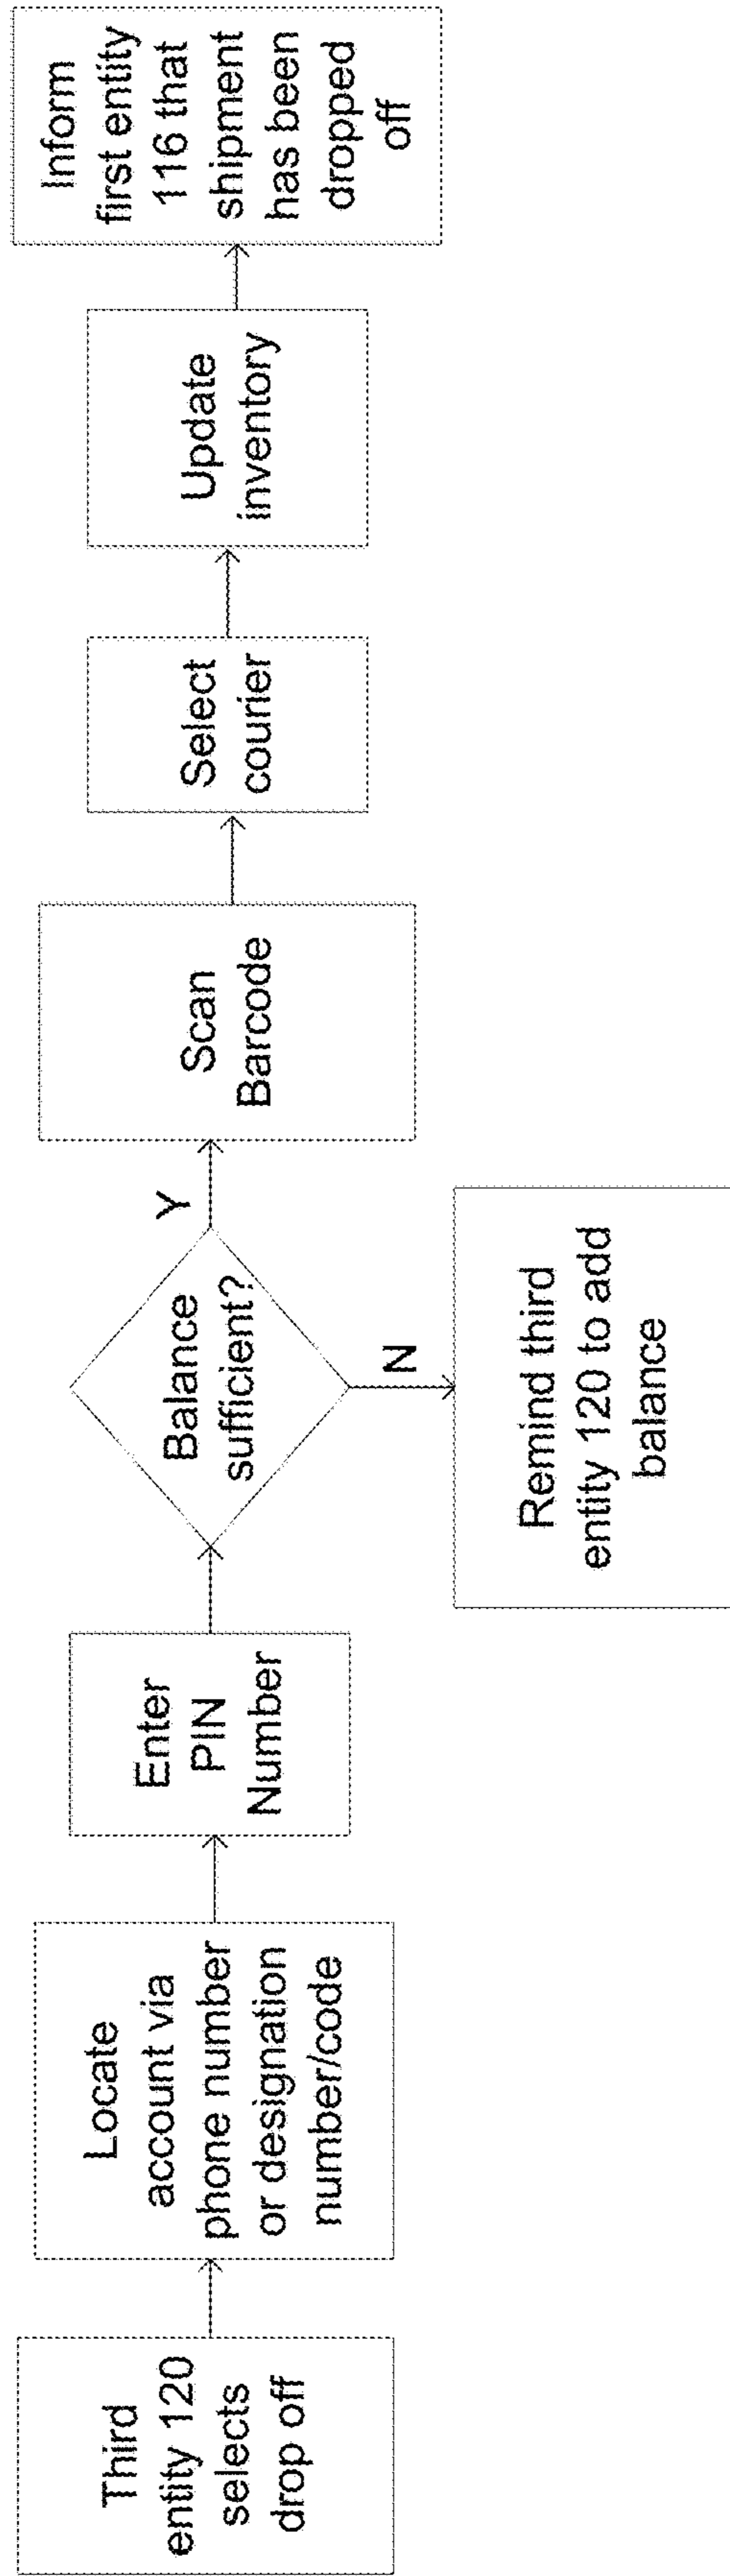 Third
entity 120
selects
drop off
Locate
account via
phone number
or designation
number/code
Enter
PIN
Number
Balance
sufficient?
Y
N
Remind third
entity 120 to add
balance
Scan
Barcode
Select
courier
Update
inventory
Inform
first entity
116 that
shipment
has been
dropped
off